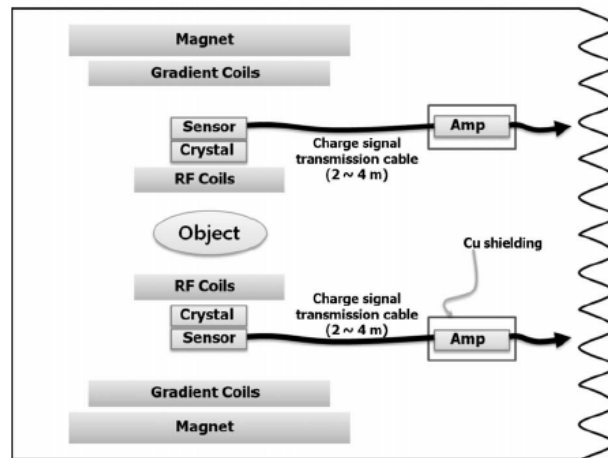 Magnet
Gradient Coils
Sensor
Crystal
RF Coils
Charge signal
transmission cable
(2 ~ 4 m)
Amp
Object
Cu shielding
RF Coils
Crystal
Sensor
Charge signal
transmission cable
(2 ~ 4 m)
Amp
Gradient Coils
Magnet